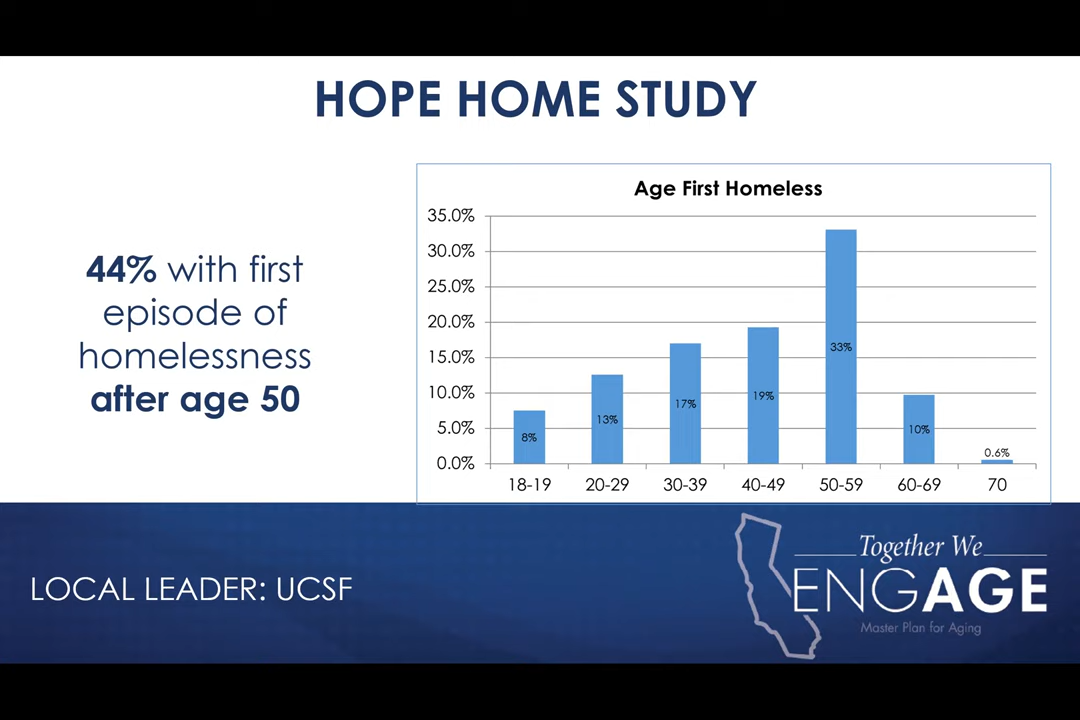 HOPE HOME STUDY
44% with first
episode of
homelessness
after age 50
Age First Homeless
35.0%
30.0%
25.0%
20.0%
15.0%
10.0%
5.0%
0.0%
8%
13%
17%
19%
33%
10%
0.6%
18-19 20-29 30-39 40-49 50-59 60-69 70
LOCAL LEADER: UCSF
Together We
ENGAGE
Master Plan for Aging